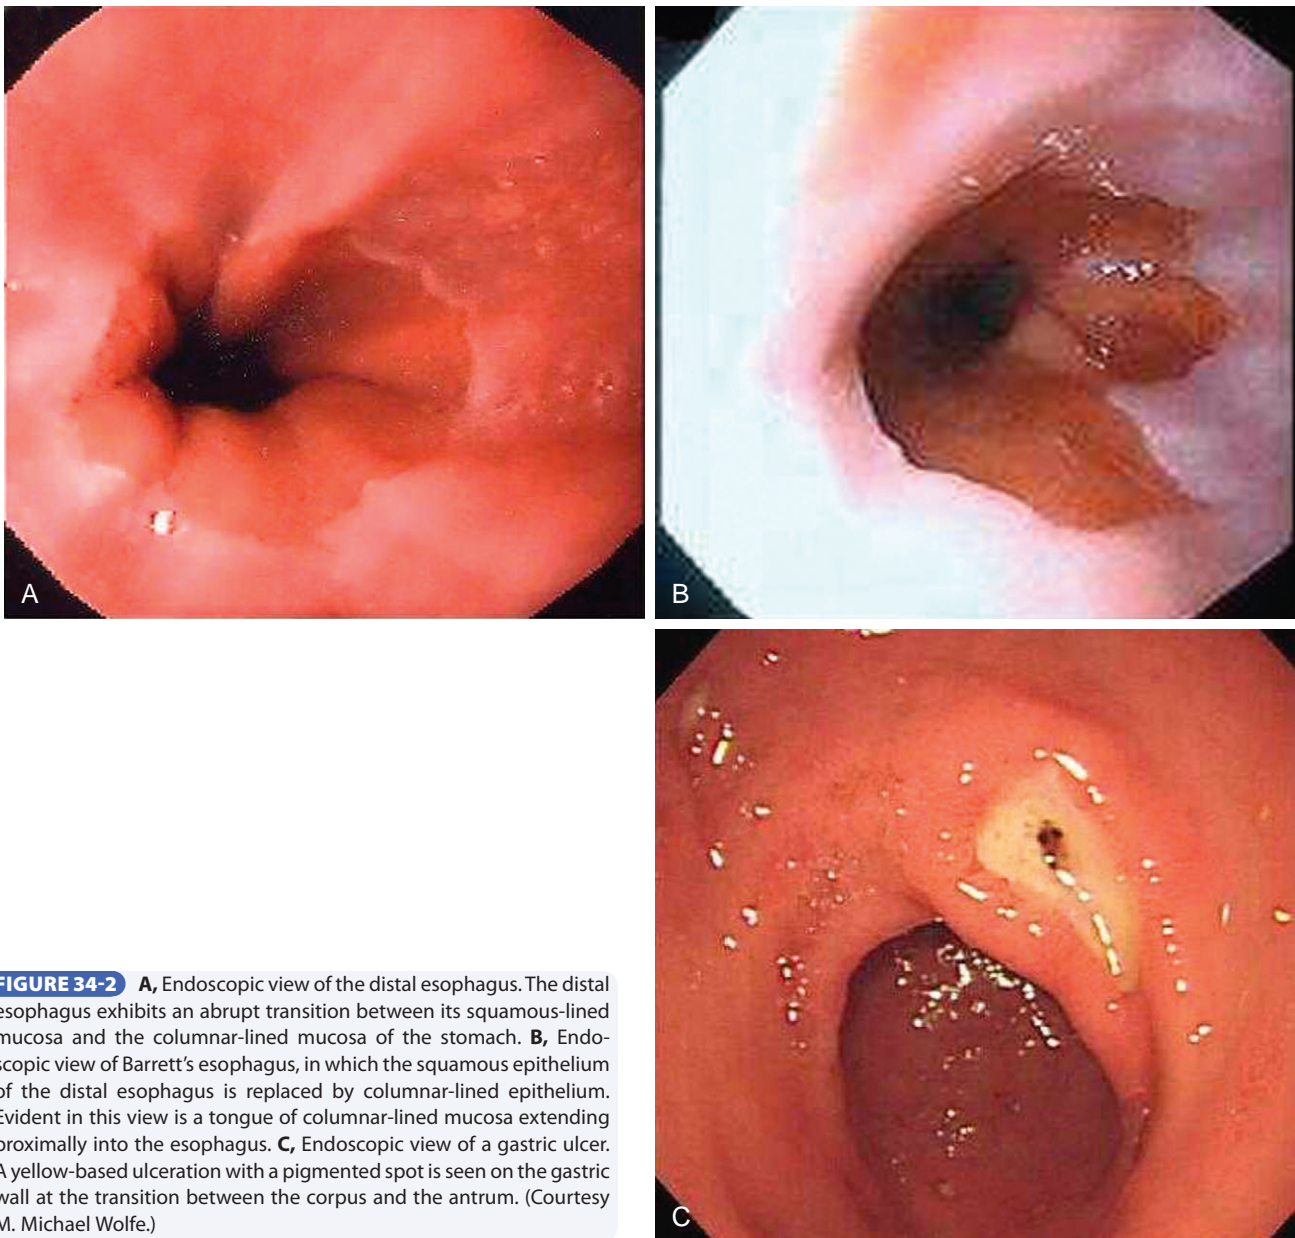 A
B
C
FIGURE 34-2 A, Endoscopic view of the distal esophagus. The distal
esophagus exhibits an abrupt transition between its squamous-lined
mucosa and the columnar-lined mucosa of the stomach. B, Endo-
scopic view of Barrett's esophagus, in which the squamous epithelium
of the distal esophagus is replaced by columnar-lined epithelium.
Evident in this view is a tongue of columnar-lined mucosa extending
proximally into the esophagus. C, Endoscopic view of a gastric ulcer.
A yellow-based ulceration with a pigmented spot is seen on the gastric
wall at the transition between the corpus and the antrum. (Courtesy
M. Michael Wolfe.)